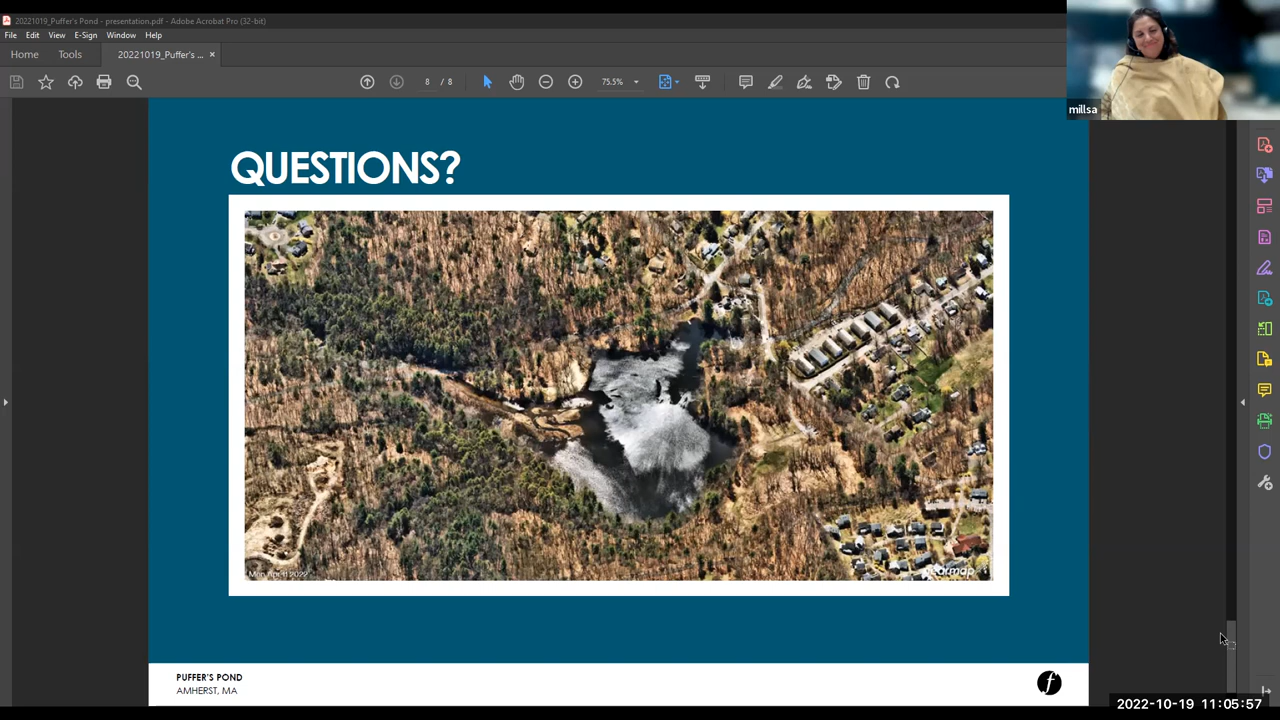 20221019_Puffer's Pond - presentation.pdf - Adobe Acrobat Pro (32-bit)
File Edit View E-Sign Window Help
Home Tools 20221019_Puffer's ... ×
8 / 8 75.5%
millsa
QUESTIONS?
nearmap
PUFFER'S POND
AMHERST, MA
f
2022-10-19 11:05:57